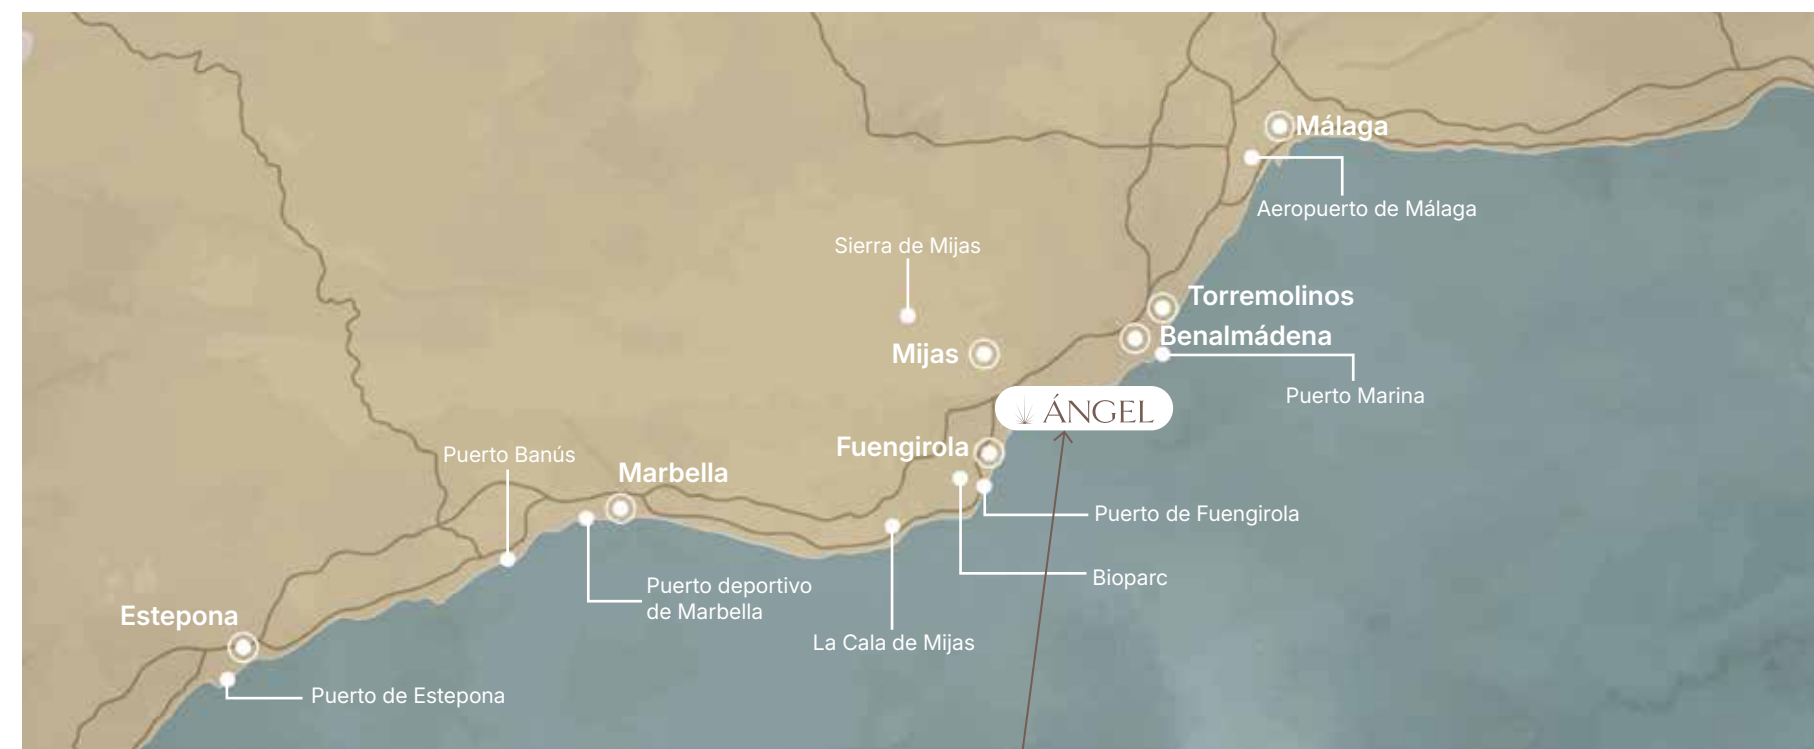 Málaga
Aeropuerto de Málaga
Sierra de Mijas
Torremolinos
Benalmádena
Mijas
Puerto Marina
ÁNGEL
Fuengirola
Puerto Banús
Marbella
Puerto de Fuengirola
Bioparc
Puerto deportivo
de Marbella
Estepona
La Cala de Mijas
Puerto de Estepona